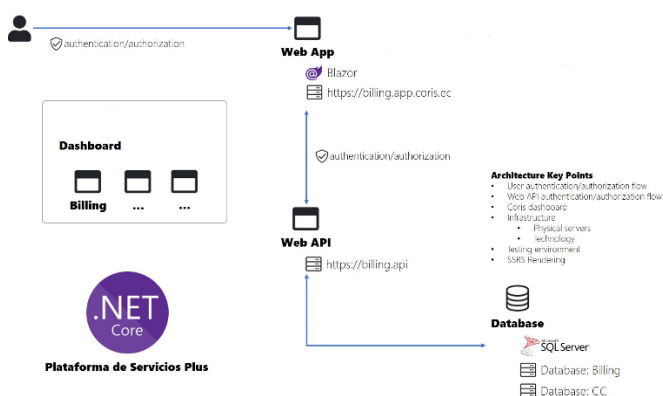 authentication/authorization
Web App
Blazor
https://billing.app.coris.ec
Dashboard
Billing
...
...
authentication/authorization
Web API
https://billing.api
.NET
Core
Plataforma de Servicios Plus
Architecture Key Points
• User authentication/authorization flow
• Web API authentication/authorization flow
• Coris dashboard
• Infrastructure
• Physical servers
• Technology
• Testing environment
• SSRS Rendering
Database
Microsoft
SQL Server
Database: Billing
Database: CC